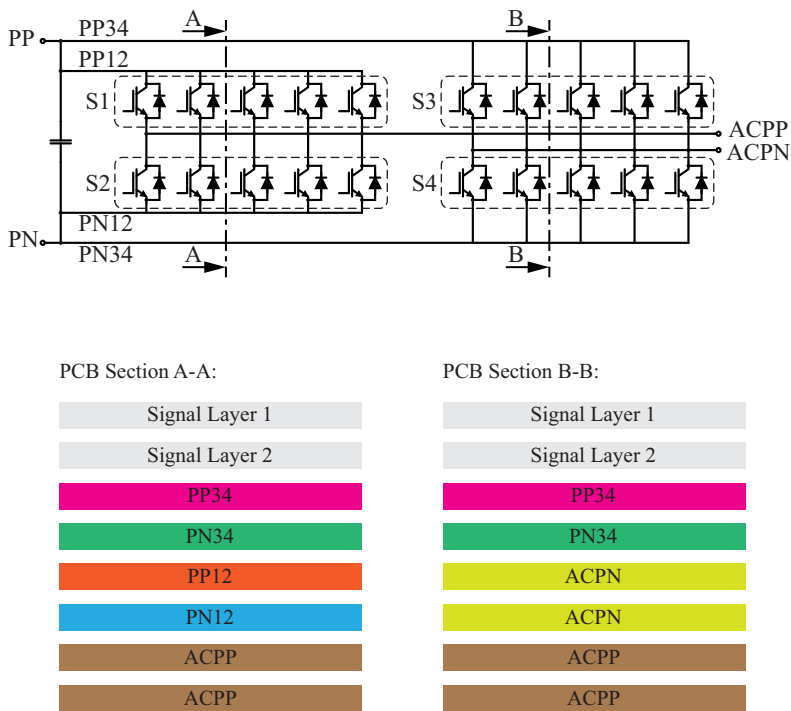 A B
PP PP34
PP12
S1 S3
ACPP
ACPN
S2 S4
PN12
PN
PN34 A B
PCB Section A-A: PCB Section B-B:
Signal Layer 1 Signal Layer 1
Signal Layer 2 Signal Layer 2
PP34 PP34
PN34 PN34
PP12 ACPN
PN12 ACPN
ACPP ACPP
ACPP ACPP